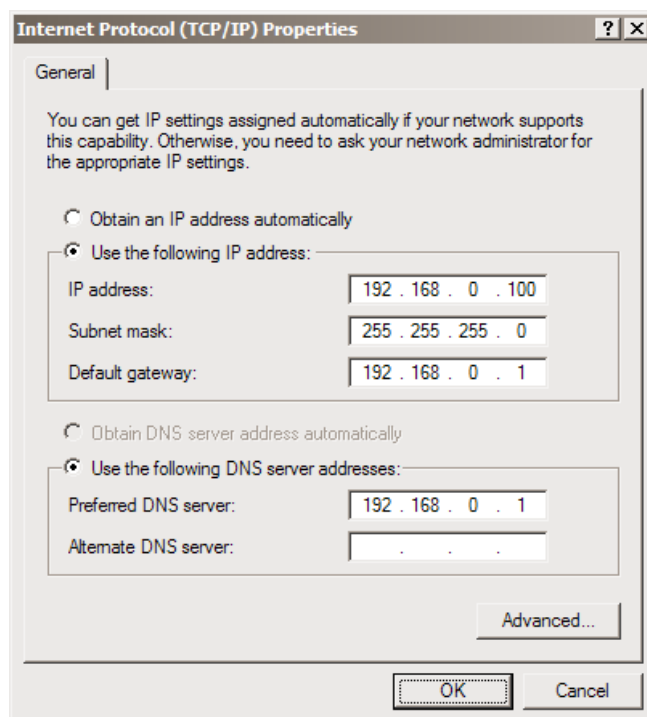 Internet Protocol (TCP/IP) Properties
General
You can get IP settings assigned automatically if your network supports
this capability. Otherwise, you need to ask your network administrator for
the appropriate IP settings.
Obtain an IP address automatically
Use the following IP address:
IP address: 192 . 168 . 0 . 100
Subnet mask: 255 . 255 . 255 . 0
Default gateway: 192 . 168 . 0 . 1
Obtain DNS server address automatically
Use the following DNS server addresses:
Preferred DNS server: 192 . 168 . 0 . 1
Alternate DNS server: . . .
Advanced...
OK Cancel